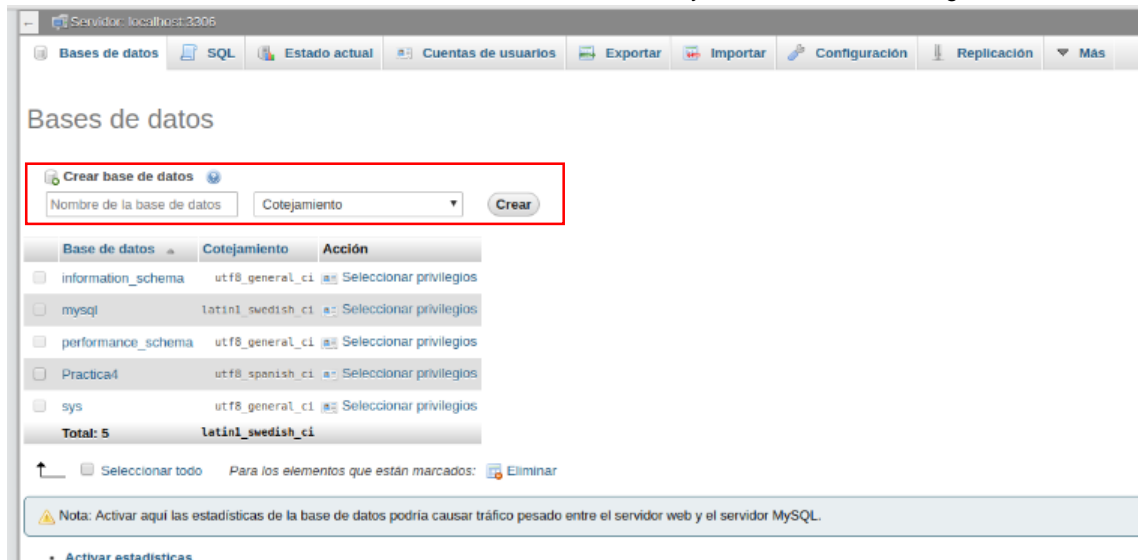 Servidor: localhost:3306
Bases de datos SQL Estado actual Cuentas de usuarios Exportar Importar Configuración Replicación Más
Bases de datos
Crear base de datos
Nombre de la base de datos Cotejamiento Crear
Base de datos Cotejamiento Acción
information_schema utf8_general_ci Seleccionar privilegios
mysql latin1_swedish_ci Seleccionar privilegios
performance_schema utf8_general_ci Seleccionar privilegios
Practica4 utf8_spanish_ci Seleccionar privilegios
sys utf8_general_ci Seleccionar privilegios
Total: 5 latin1_swedish_ci
Seleccionar todo Para los elementos que están marcados: Eliminar
Nota: Activar aquí las estadísticas de la base de datos podría causar tráfico pesado entre el servidor web y el servidor MySQL.
Activar estadísticas